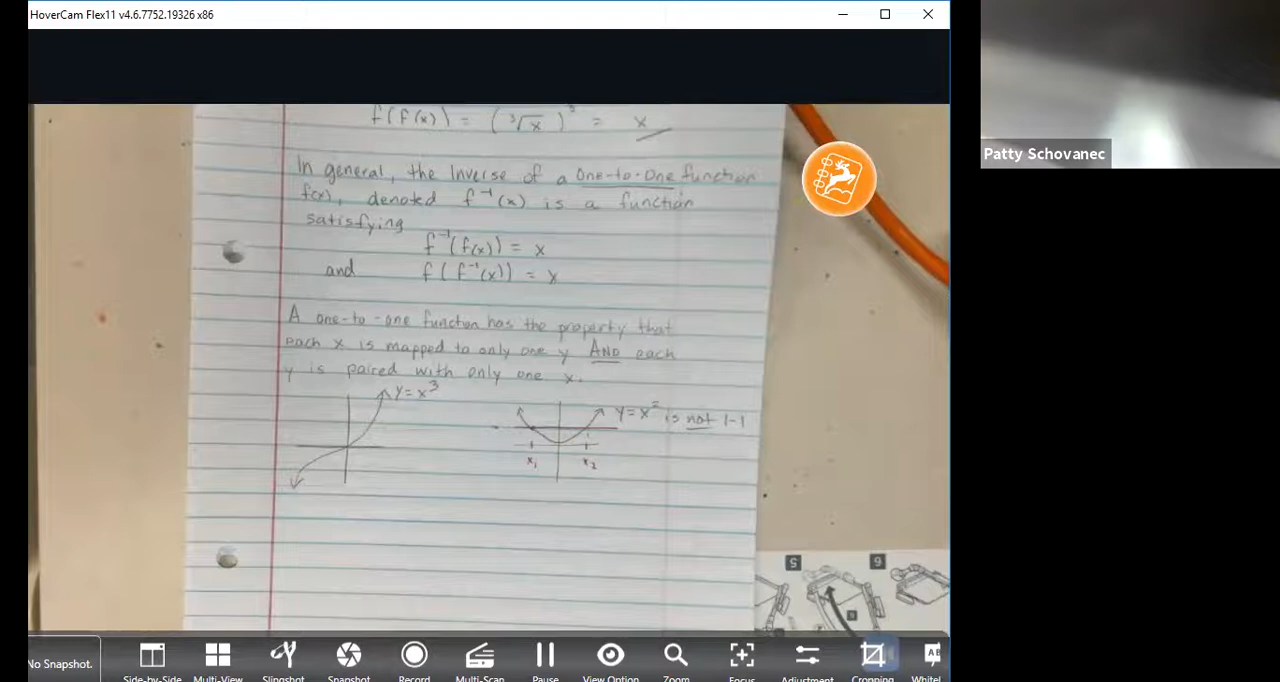 HoverCam Flex11 v4.6.7752.19326 x86
f(f(x)) = (∛x)³ = x
In general, the Inverse of a One-to-One function
f(x), denoted f⁻¹(x) is a function
satisfying
f⁻¹(f(x)) = x
and f(f⁻¹(x)) = x
A one-to-one function has the property that
each x is mapped to only one y AND each
y is paired with only one x.
y=x³
y=x² is not 1-1
x₁ x₂
Patty Schovanec
5 6
No Snapshot.
Side-by-Side Multi-View Slingshot Snapshot Record Multi-Scan Pause View Option Zoom Focus Adjustment Cropping Whitel